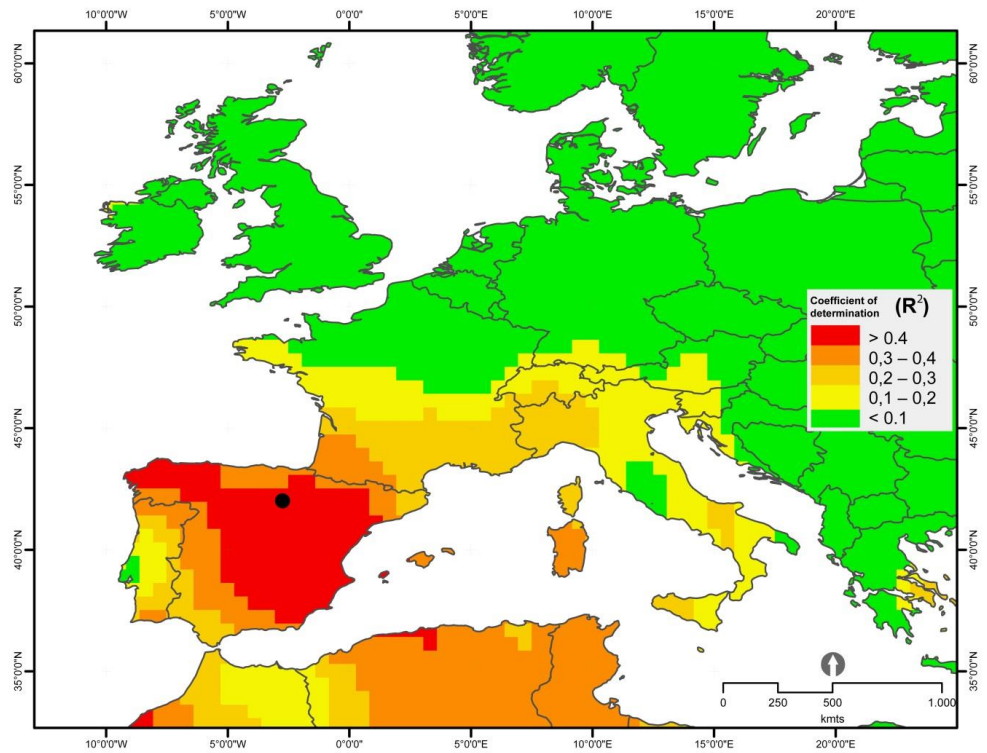 10°0'0"W 5°0'0"W 0°0'0" 5°0'0"E 10°0'0"E 15°0'0"E 20°0'0"E
60°0'0"N 60°0'0"N
55°0'0"N 55°0'0"N
50°0'0"N 50°0'0"N
Coefficient of
determination (R²)
> 0.4
0,3 – 0,4
0,2 – 0,3
0,1 – 0,2
< 0.1
45°0'0"N 45°0'0"N
40°0'0"N 40°0'0"N
35°0'0"N 35°0'0"N
0 250 500 1.000
kmts
10°0'0"W 5°0'0"W 0°0'0" 5°0'0"E 10°0'0"E 15°0'0"E 20°0'0"E